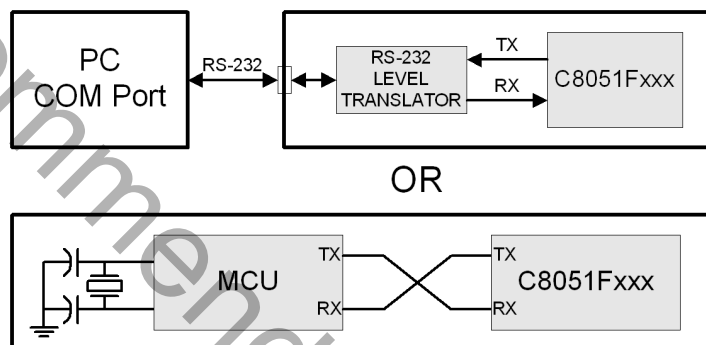 PC
COM Port
RS-232
RS-232
LEVEL
TRANSLATOR
TX
RX
C8051Fxxx
OR
MCU
TX
RX
TX
RX
C8051Fxxx